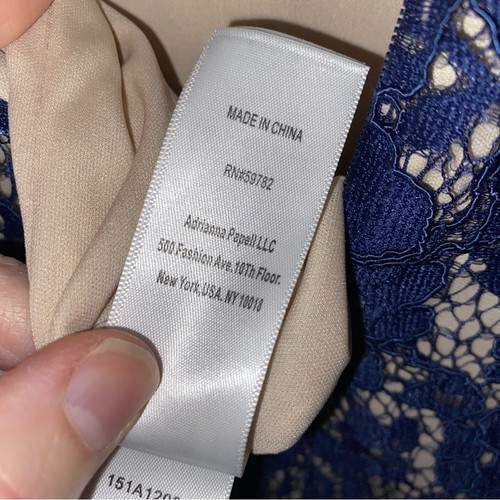 MADE IN CHINA
RN#59782
Adrianna Papell LLC
500 Fashion Ave.10Th Floor.
New York,USA. NY 10018